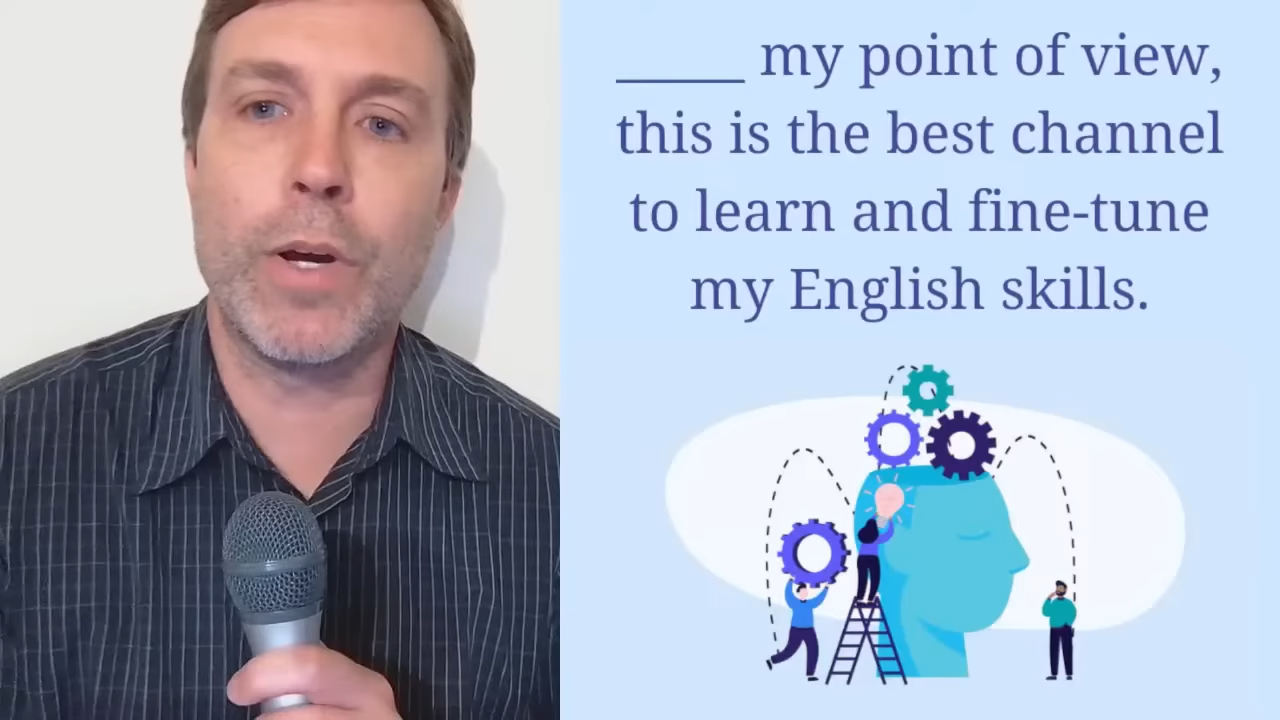 _____ my point of view,
this is the best channel
to learn and fine-tune
my English skills.